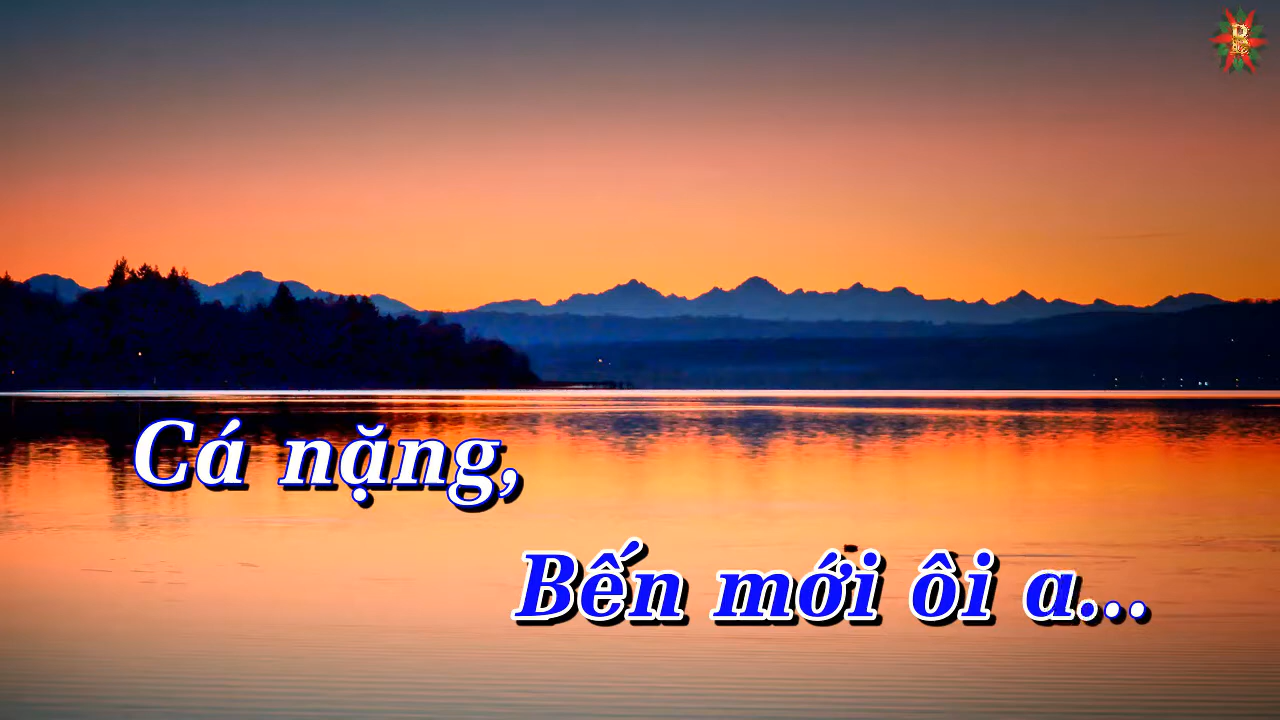 Cá nặng,
Bến mới ôi a...